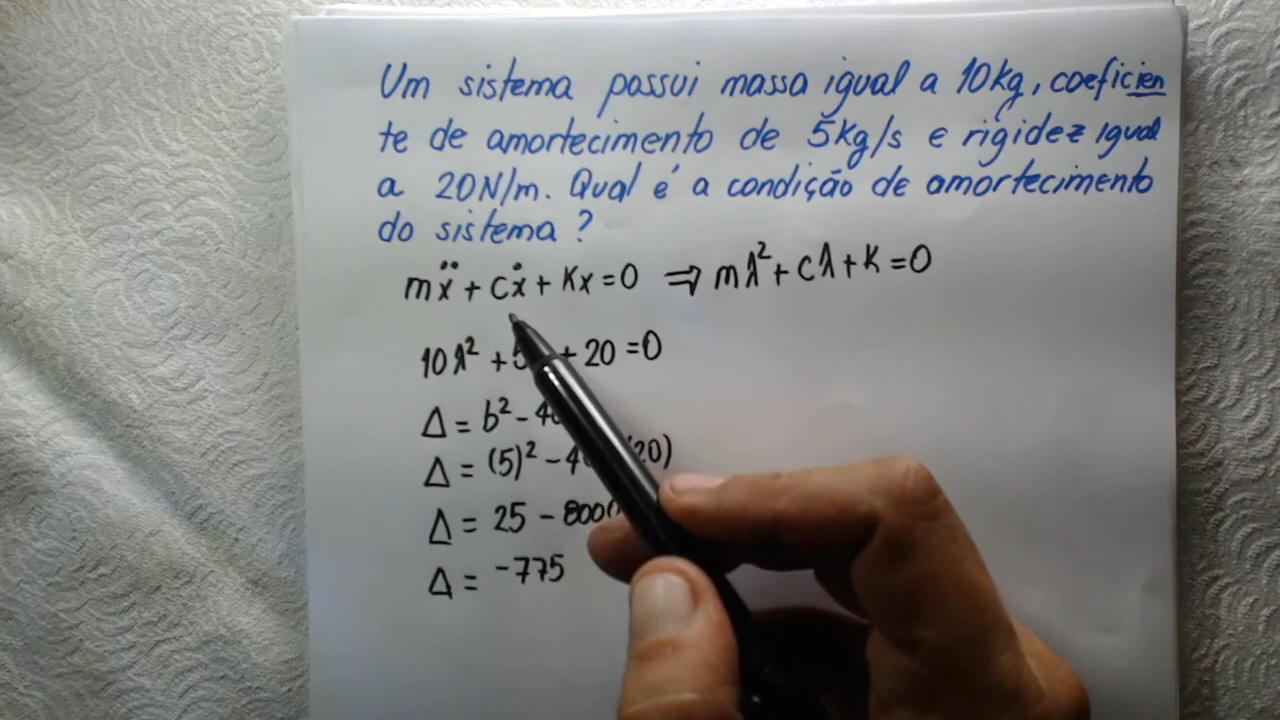 Um sistema possui massa igual a 10kg, coeficien
te de amortecimento de 5kg/s e rigidez igual
a 20N/m. Qual é a condição de amortecimento
do sistema?
mẍ + cẋ + Kx = 0 ⇒ mλ² + cλ + K = 0
10λ² + 5 + 20 = 0
Δ = b² - 4
Δ = (5)² - 4 (20)
Δ = 25 - 800
Δ = -775